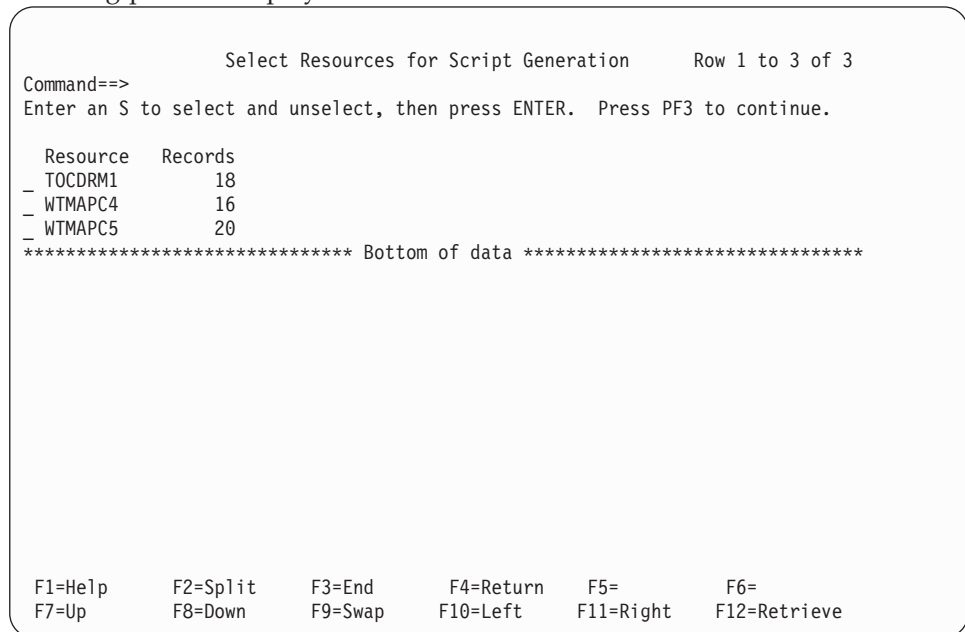 Select Resources for Script Generation Row 1 to 3 of 3
Command==>
Enter an S to select and unselect, then press ENTER. Press PF3 to continue.
Resource Records
_ TOCDRM1 18
_ WTMAPC4 16
_ WTMAPC5 20
******************************* Bottom of data ********************************
F1=Help F2=Split F3=End F4=Return F5= F6=
F7=Up F8=Down F9=Swap F10=Left F11=Right F12=Retrieve